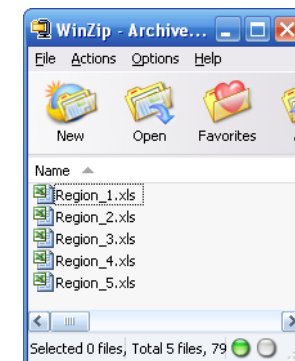 WinZip - Archive...
File Actions Options Help
New Open Favorites
Name
Region_1.xls
Region_2.xls
Region_3.xls
Region_4.xls
Region_5.xls
Selected 0 files, Total 5 files, 79